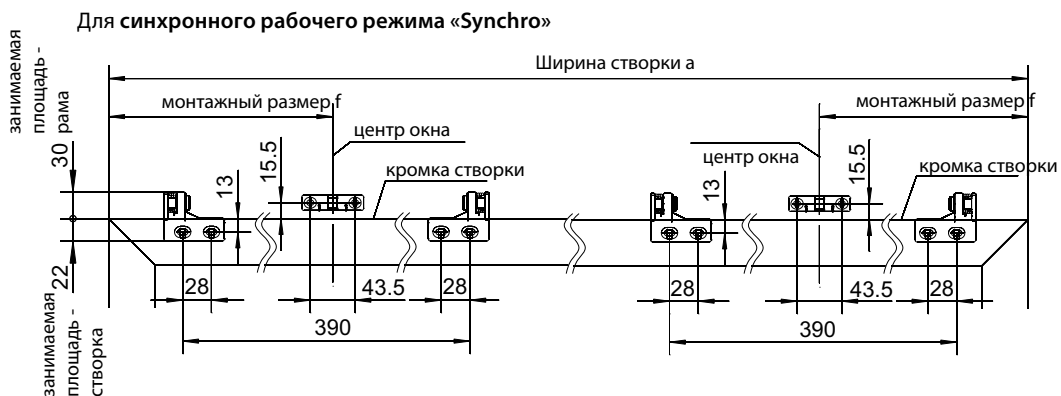 Для синхронного рабочего режима «Synchro»
занимаемая
площадь -
рама
Ширина створки a
монтажный размер f
монтажный размер f
центр окна
центр окна
кромка створки
кромка створки
30
13
15.5
13
15.5
22
28
43.5
28
28
43.5
28
390
390
занимаемая
площадь -
створка